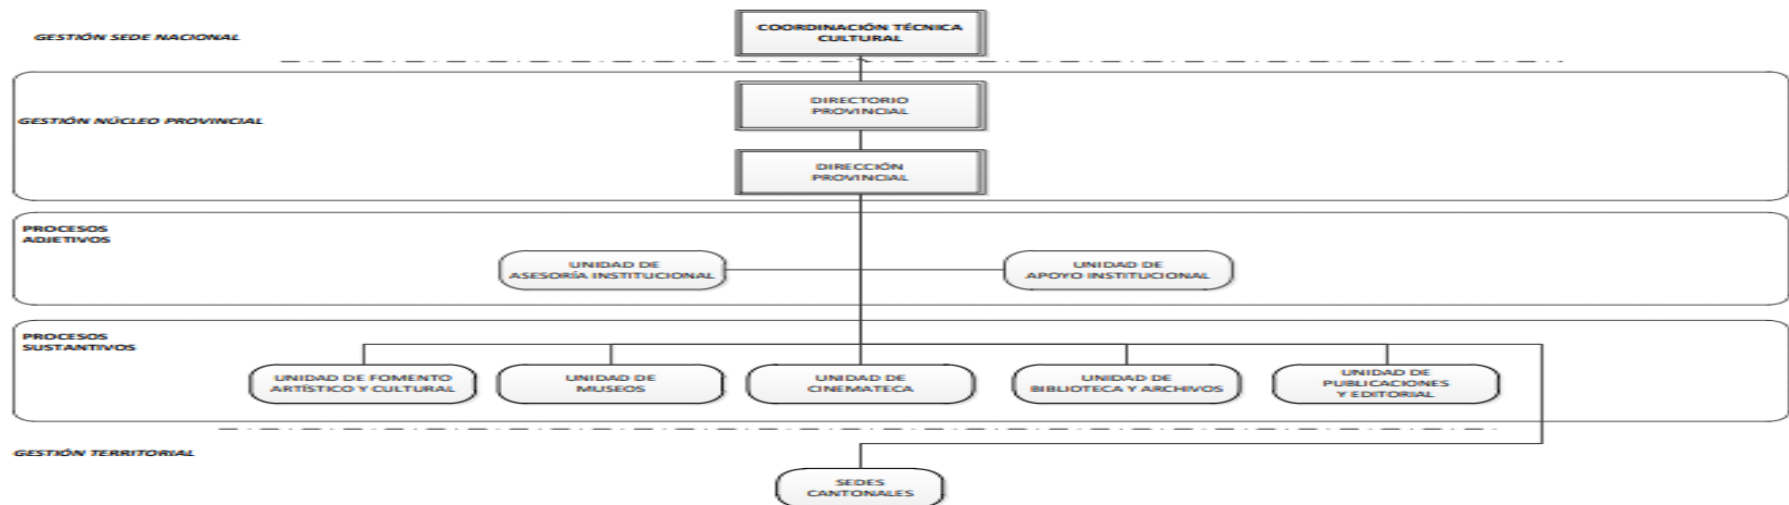 GESTIÓN SEDE NACIONAL
COORDINACIÓN TÉCNICA
CULTURAL
GESTIÓN NÚCLEO PROVINCIAL
DIRECTORIO
PROVINCIAL
DIRECCIÓN
PROVINCIAL
PROCESOS
ADJETIVOS
UNIDAD DE
ASESORÍA INSTITUCIONAL
UNIDAD DE
APOYO INSTITUCIONAL
PROCESOS
SUSTANTIVOS
UNIDAD DE FOMENTO
ARTÍSTICO Y CULTURAL
UNIDAD DE
MUSEOS
UNIDAD DE
CINEMATECA
UNIDAD DE
BIBLIOTECA Y ARCHIVOS
UNIDAD DE
PUBLICACIONES
Y EDITORIAL
GESTIÓN TERRITORIAL
SEDES
CANTONALES